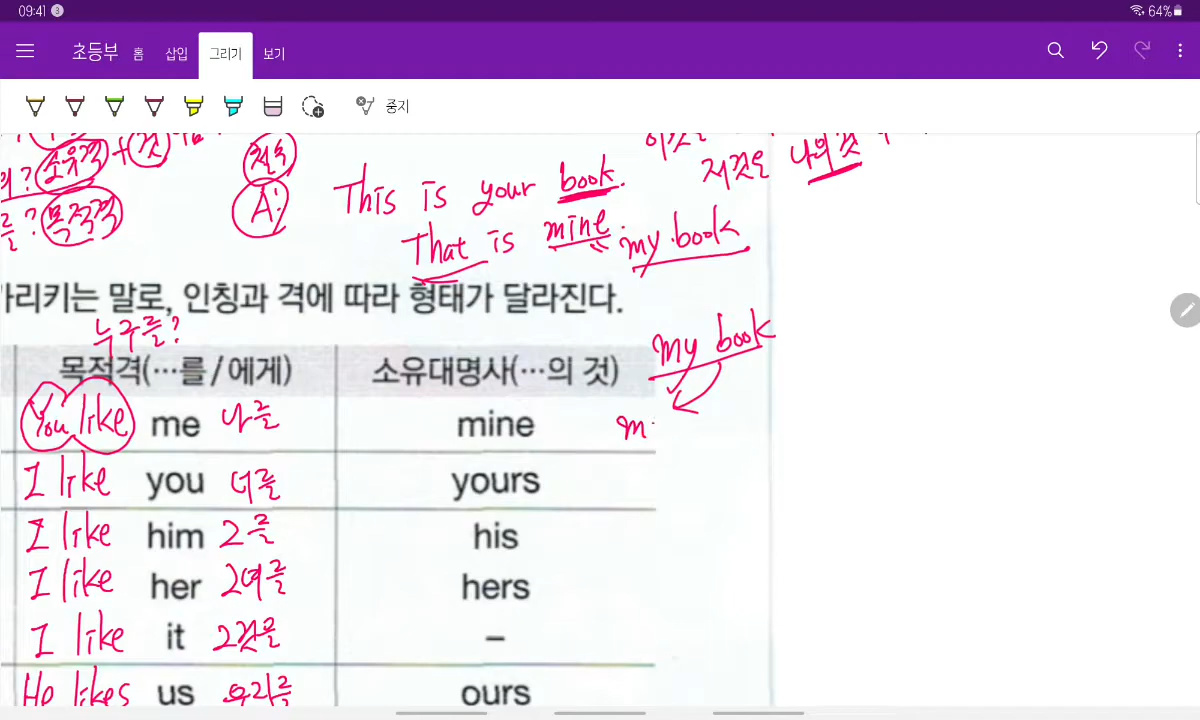 09:41 3 64%
초등부 홈 삽입 그리기 보기
중지
소유격 + 것
목적격
This is your book.
That is mine. my book
저것은 나의 것
가리키는 말로, 인칭과 격에 따라 형태가 달라진다.
누구를?
목적격(…를/에게) 소유대명사(…의 것) my book
You like me 나를 mine m
I like you 너를 yours
I like him 그를 his
I like her 그녀를 hers
I like it 그것을 –
He likes us 우리를 ours